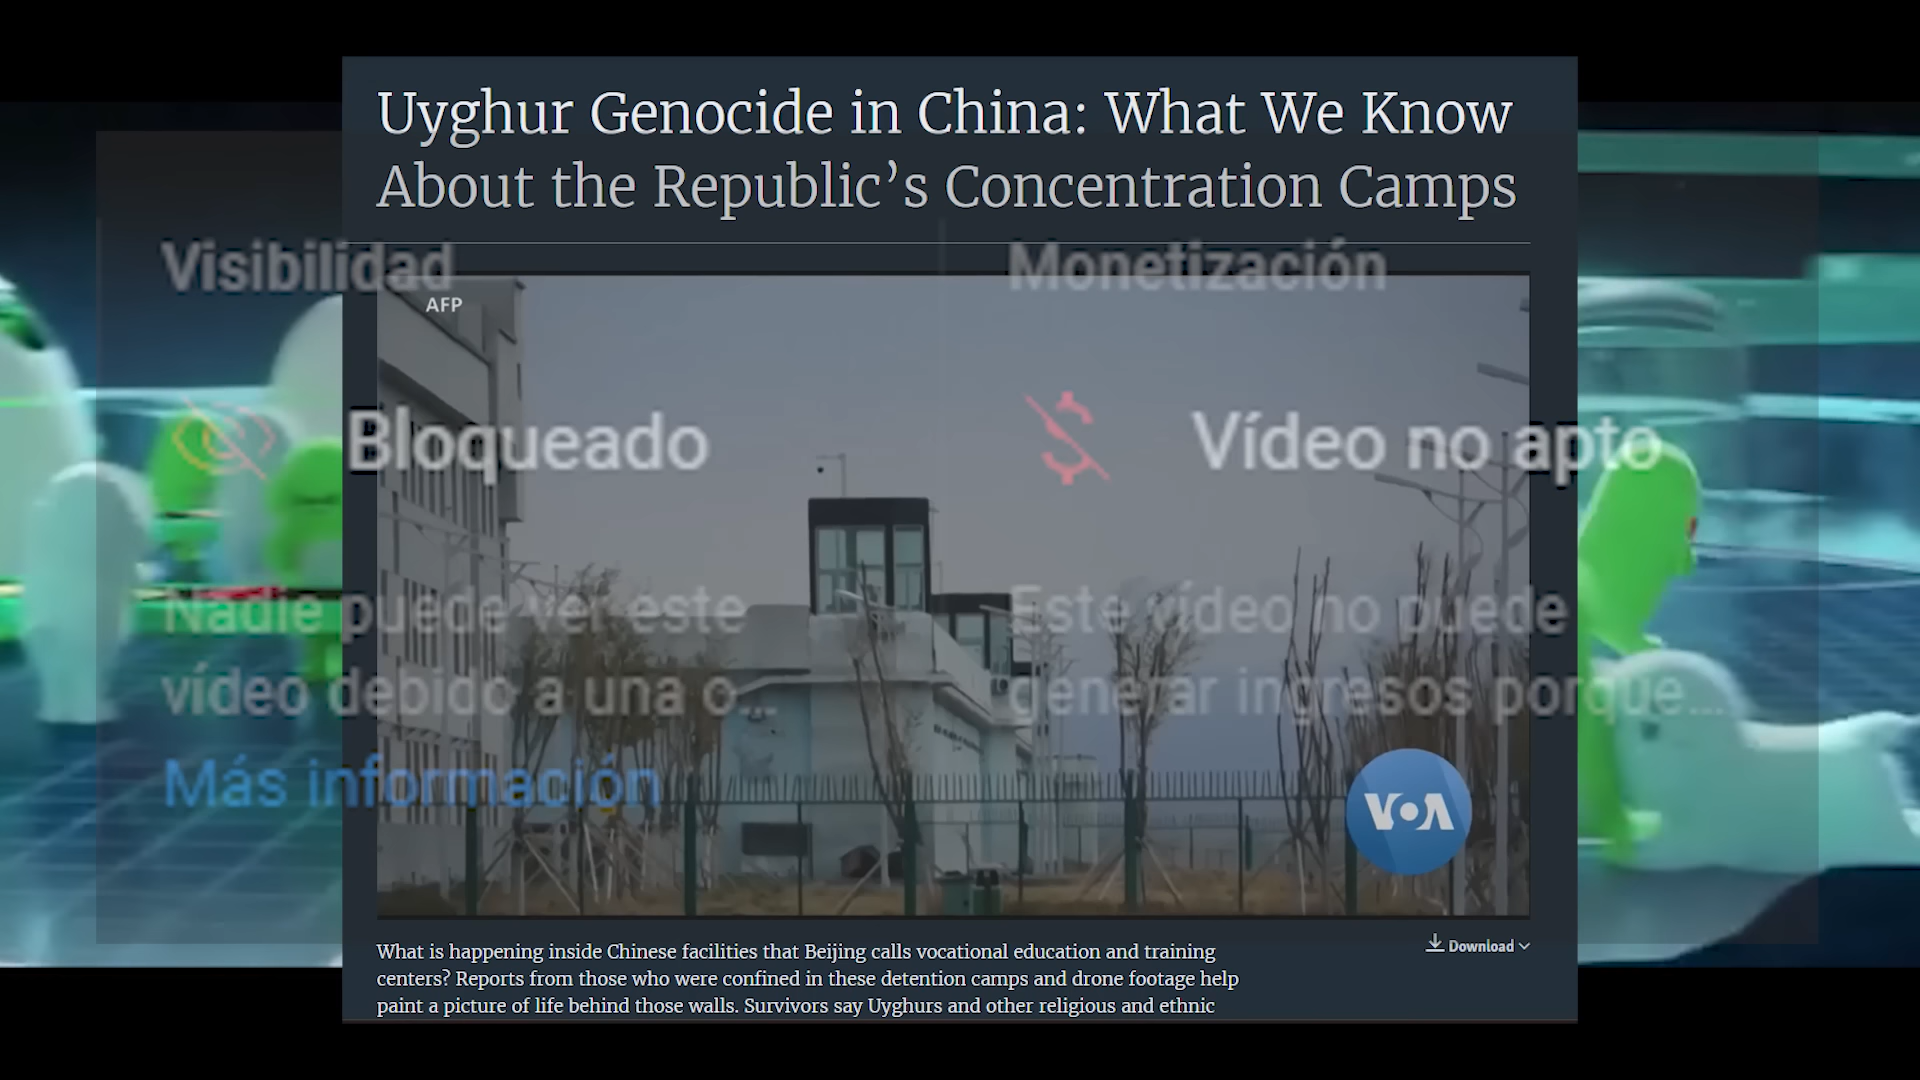 Uyghur Genocide in China: What We Know
About the Republic’s Concentration Camps
Visibilidad
Monetización
AFP
Bloqueado
Vídeo no apto
Nadie puede ver este
vídeo debido a una o...
Este vídeo no puede
generar ingresos porque...
Más información
VOA
What is happening inside Chinese facilities that Beijing calls vocational education and training
centers? Reports from those who were confined in these detention camps and drone footage help
paint a picture of life behind those walls. Survivors say Uyghurs and other religious and ethnic
Download